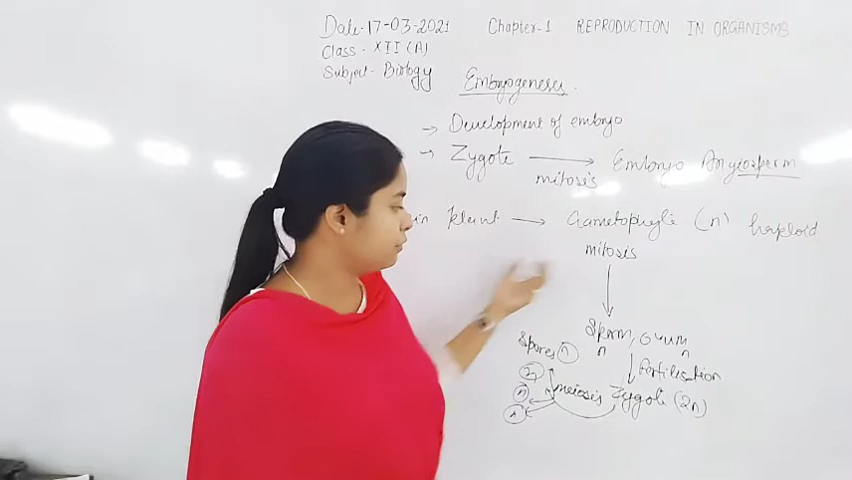 Date-17-03-2021 Chapter-1 REPRODUCTION IN ORGANISMS
Class - XII (A)
Subject- Biology
Embryogenesis.
→ Development of embryo
→ Zygote → Embryo Angiosperm
mitosis
in plant → Gametophyte (n) haploid
mitosis
Sperm, ovum
n n
Spores n
Fertilisation
n meiosis Zygote (2n)
n
n